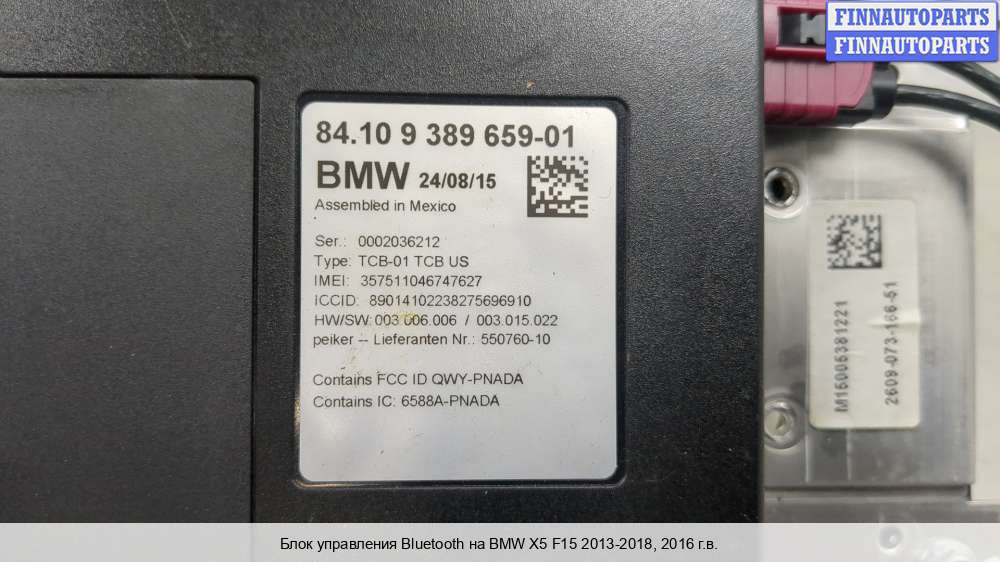 FINNAUTOPARTS
FINNAUTOPARTS
84.10 9 389 659-01
BMW 24/08/15
Assembled in Mexico
Ser.: 0002036212
Type: TCB-01 TCB US
IMEI: 357511046747627
ICCID: 89014102238275696910
HW/SW: 003.006.006 / 003.015.022
peiker -- Lieferanten Nr.: 550760-10
Contains FCC ID QWY-PNADA
Contains IC: 6588A-PNADA
M15005381221
2609-073-166-51
Блок управления Bluetooth на BMW X5 F15 2013-2018, 2016 г.в.